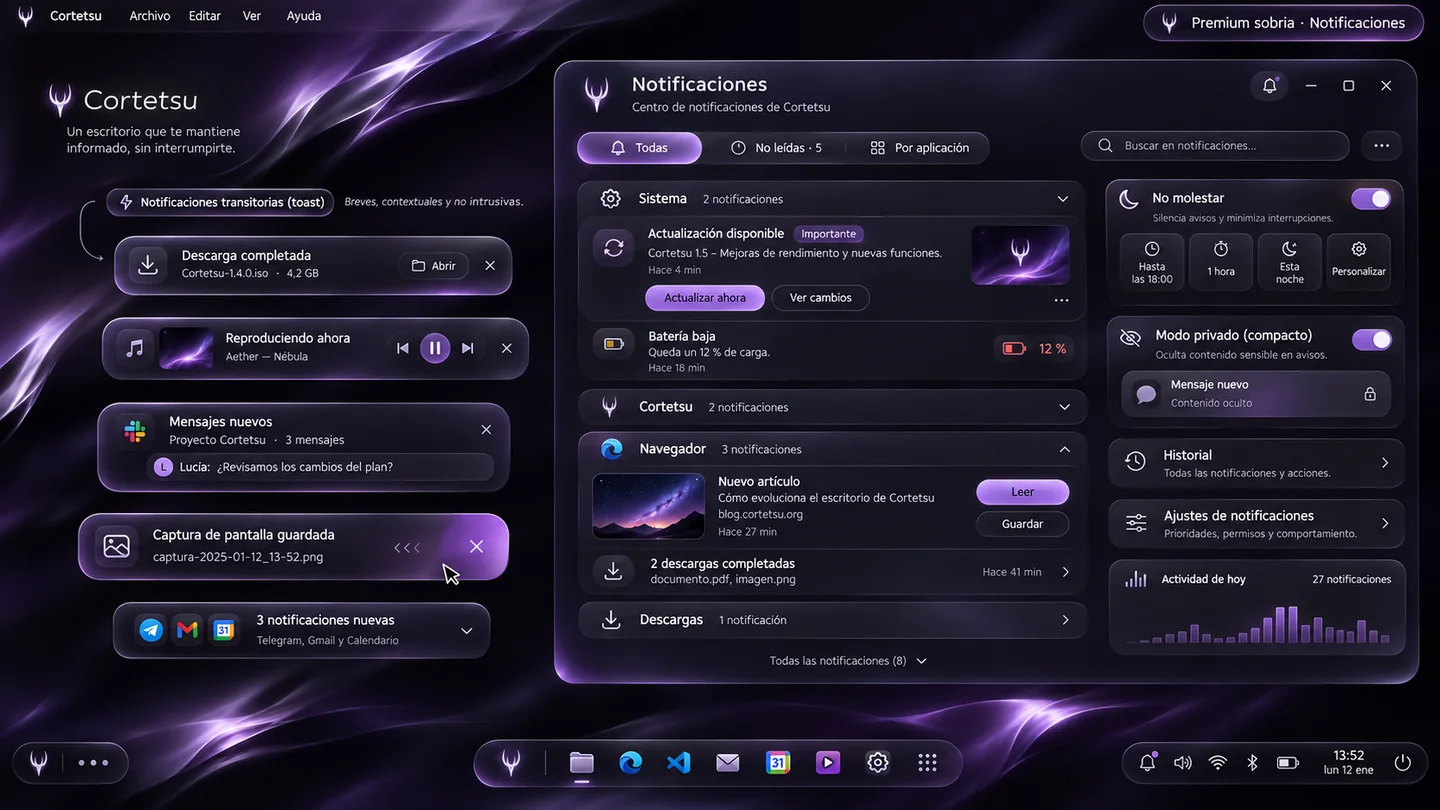 Cortetsu
Archivo
Editar
Ver
Ayuda
Premium sobria · Notificaciones
Cortetsu
Un escritorio que te mantiene
informado, sin interrumpirte.
Notificaciones transitorias (toast)
Breves, contextuales y no intrusivas.
Descarga completada
Cortetsu-1.4.0.iso · 4,2 GB
Abrir
Reproduciendo ahora
Aether — Nébula
Mensajes nuevos
Proyecto Cortetsu · 3 mensajes
L
Lucía: ¿Revisamos los cambios del plan?
Captura de pantalla guardada
captura-2025-01-12_13-52.png
31
3 notificaciones nuevas
Telegram, Gmail y Calendario
Notificaciones
Centro de notificaciones de Cortetsu
Todas
No leídas · 5
Por aplicación
Buscar en notificaciones...
Sistema
2 notificaciones
Actualización disponible
Importante
Cortetsu 1.5 – Mejoras de rendimiento y nuevas funciones.
Hace 4 min
Actualizar ahora
Ver cambios
Batería baja
Queda un 12 % de carga.
Hace 18 min
12 %
Cortetsu
2 notificaciones
Navegador
3 notificaciones
Nuevo artículo
Cómo evoluciona el escritorio de Cortetsu
blog.cortetsu.org
Hace 27 min
Leer
Guardar
2 descargas completadas
documento.pdf, imagen.png
Hace 41 min
Descargas
1 notificación
Todas las notificaciones (8)
No molestar
Silencia avisos y minimiza interrupciones.
Hasta
las 18:00
1 hora
Esta
noche
Personalizar
Modo privado (compacto)
Oculta contenido sensible en avisos.
Mensaje nuevo
Contenido oculto
Historial
Todas las notificaciones y acciones.
Ajustes de notificaciones
Prioridades, permisos y comportamiento.
Actividad de hoy
27 notificaciones
31
13:52
lun 12 ene